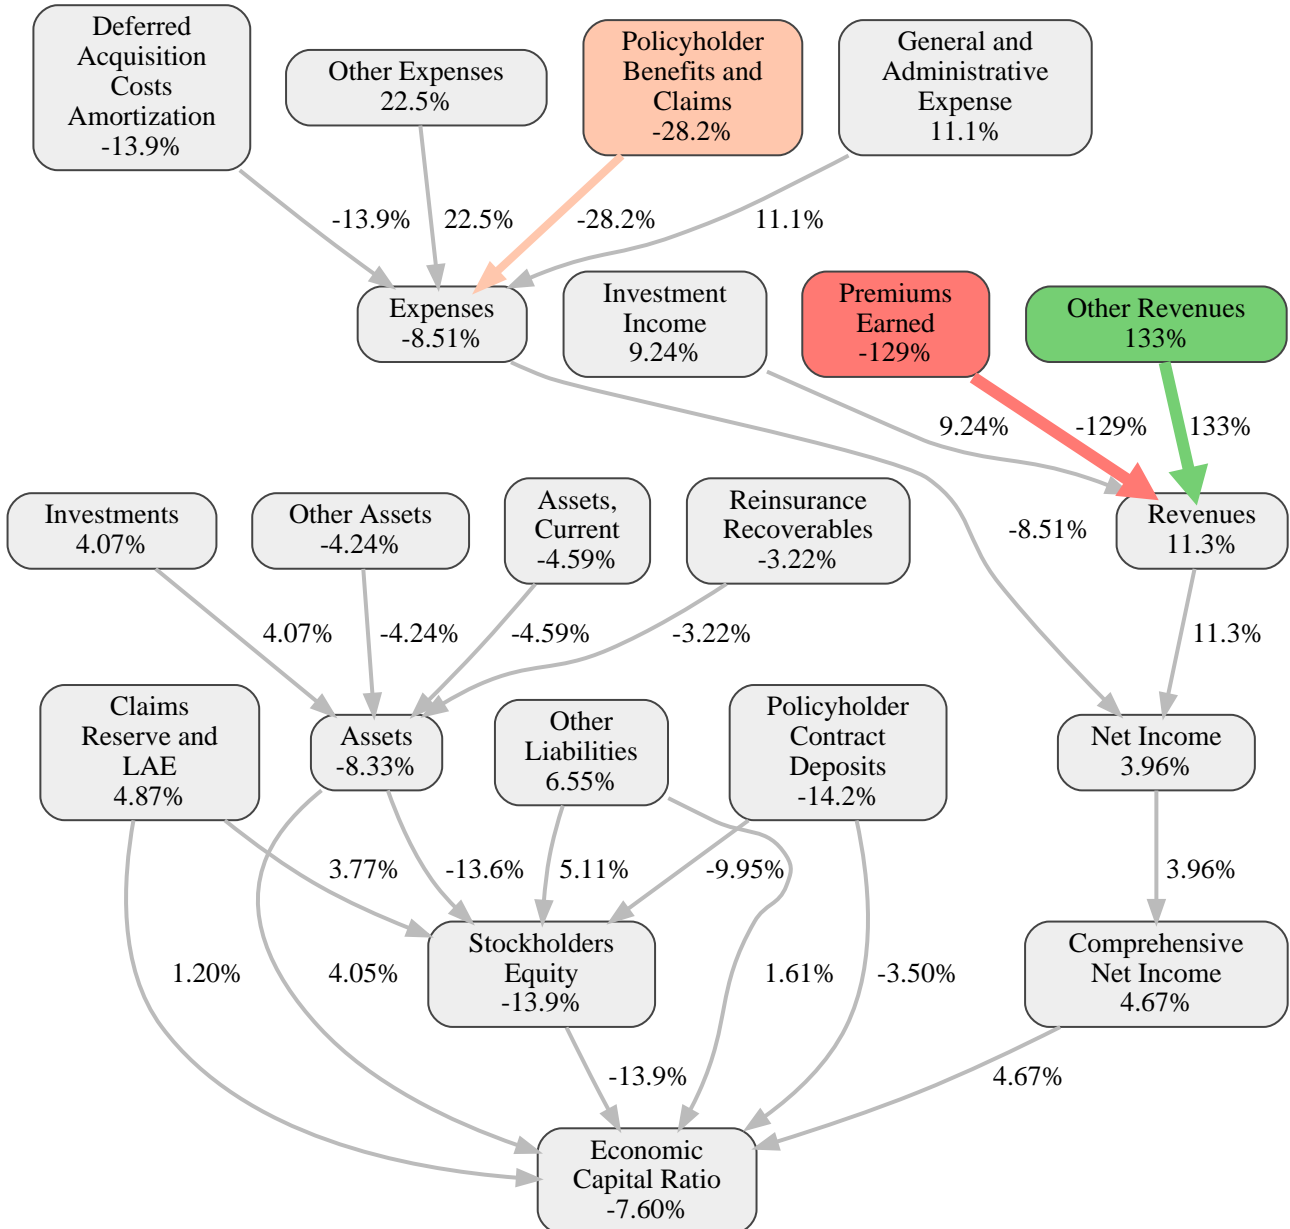 Deferred
Acquisition
Costs
Amortization
-13.9%
Other Expenses
22.5%
Policyholder
Benefits and
Claims
-28.2%
General and
Administrative
Expense
11.1%
-13.9%
22.5%
-28.2%
11.1%
Expenses
-8.51%
Investment
Income
9.24%
Premiums
Earned
-129%
Other Revenues
133%
9.24%
-129%
133%
Investments
4.07%
Other Assets
-4.24%
Assets,
Current
-4.59%
Reinsurance
Recoverables
-3.22%
-8.51%
Revenues
11.3%
4.07%
-4.24%
-4.59%
-3.22%
11.3%
Claims
Reserve and
LAE
4.87%
Assets
-8.33%
Other
Liabilities
6.55%
Policyholder
Contract
Deposits
-14.2%
Net Income
3.96%
3.77%
-13.6%
5.11%
-9.95%
3.96%
1.20%
4.05%
Stockholders
Equity
-13.9%
1.61%
-3.50%
Comprehensive
Net Income
4.67%
-13.9%
4.67%
Economic
Capital Ratio
-7.60%